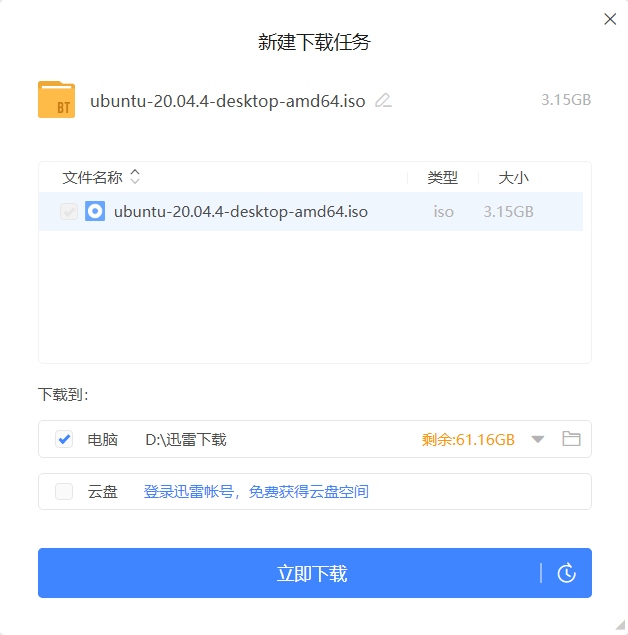 新建下载任务
BT ubuntu-20.04.4-desktop-amd64.iso 3.15GB
文件名称 类型 大小
ubuntu-20.04.4-desktop-amd64.iso iso 3.15GB
下载到:
电脑 D:\迅雷下载 剩余:61.16GB
云盘 登录迅雷帐号，免费获得云盘空间
立即下载